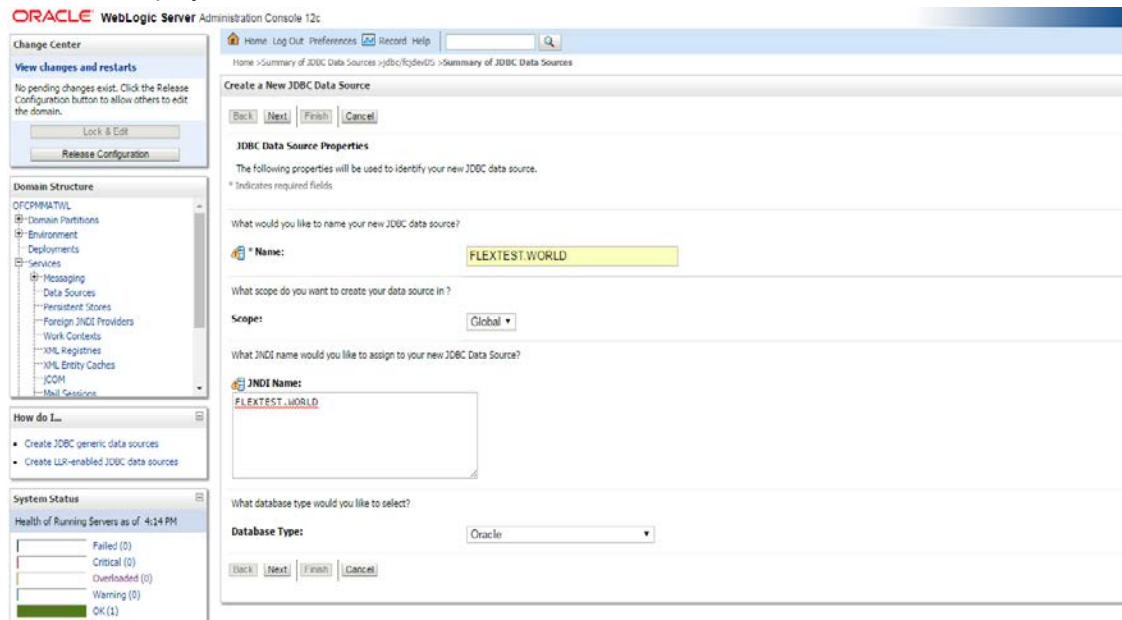 ORACLE WebLogic Server Administration Console 12c
Change Center
View changes and restarts
No pending changes exist. Click the Release
Configuration button to allow others to edit
the domain.
Lock & Edit
Release Configuration
Domain Structure
OFCPMMATWL
Domain Partitions
Environment
Deployments
Services
Messaging
Data Sources
Persistent Stores
Foreign JNDI Providers
Work Contexts
XML Registries
XML Entity Caches
jCOM
Mail Sessions
How do I...
Create JDBC generic data sources
Create LLR-enabled JDBC data sources
System Status
Health of Running Servers as of 4:14 PM
Failed (0)
Critical (0)
Overloaded (0)
Warning (0)
OK (1)
Home Log Out Preferences Record Help
Home >Summary of JDBC Data Sources >jdbc/fcjdevDS >Summary of JDBC Data Sources
Create a New JDBC Data Source
Back Next Finish Cancel
JDBC Data Source Properties
The following properties will be used to identify your new JDBC data source.
* Indicates required fields
What would you like to name your new JDBC data source?
* Name: FLEXTEST.WORLD
What scope do you want to create your data source in ?
Scope: Global
What JNDI name would you like to assign to your new JDBC Data Source?
JNDI Name:
FLEXTEST.WORLD
What database type would you like to select?
Database Type: Oracle
Back Next Finish Cancel